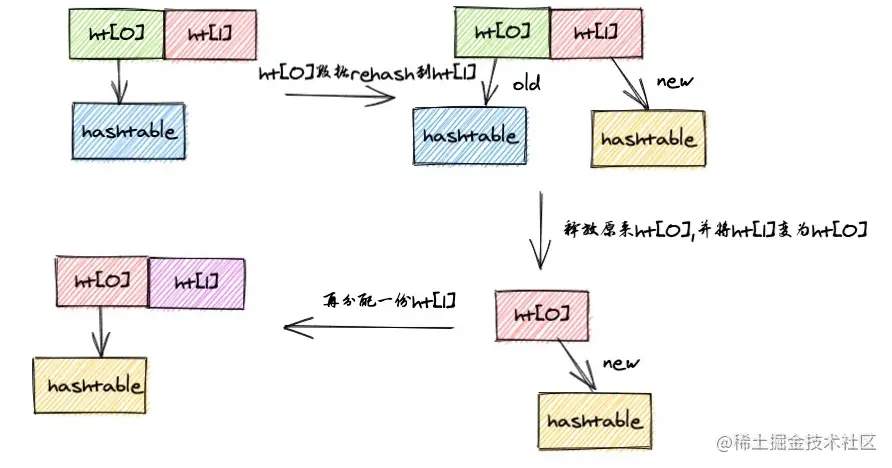 ht[0] ht[1]
hashtable
ht[0]数据rehash到ht[1]
ht[0] ht[1]
old
new
hashtable
hashtable
释放原来ht[0],并将ht[1]变为ht[0]
ht[0]
new
hashtable
再分配一份ht[1]
ht[0] ht[1]
hashtable
@稀土掘金技术社区